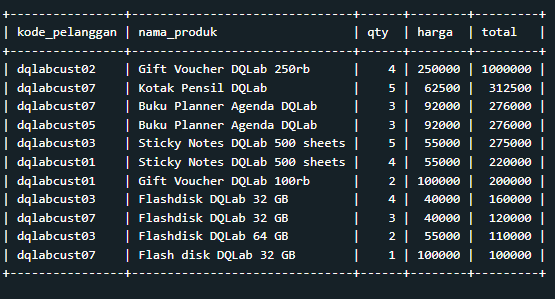 +----------------+------------------------------+------+--------+---------+
| kode_pelanggan | nama_produk                  | qty  | harga  | total   |
+----------------+------------------------------+------+--------+---------+
| dqlabcust02    | Gift Voucher DQLab 250rb     |    4 | 250000 | 1000000 |
| dqlabcust07    | Kotak Pensil DQLab           |    5 |  62500 |  312500 |
| dqlabcust07    | Buku Planner Agenda DQLab    |    3 |  92000 |  276000 |
| dqlabcust05    | Buku Planner Agenda DQLab    |    3 |  92000 |  276000 |
| dqlabcust03    | Sticky Notes DQLab 500 sheets |    5 |  55000 |  275000 |
| dqlabcust01    | Sticky Notes DQLab 500 sheets |    4 |  55000 |  220000 |
| dqlabcust01    | Gift Voucher DQLab 100rb     |    2 | 100000 |  200000 |
| dqlabcust03    | Flashdisk DQLab 32 GB        |    4 |  40000 |  160000 |
| dqlabcust07    | Flashdisk DQLab 32 GB        |    3 |  40000 |  120000 |
| dqlabcust03    | Flashdisk DQLab 64 GB        |    2 |  55000 |  110000 |
| dqlabcust07    | Flash disk DQLab 32 GB       |    1 | 100000 |  100000 |
+----------------+------------------------------+------+--------+---------+